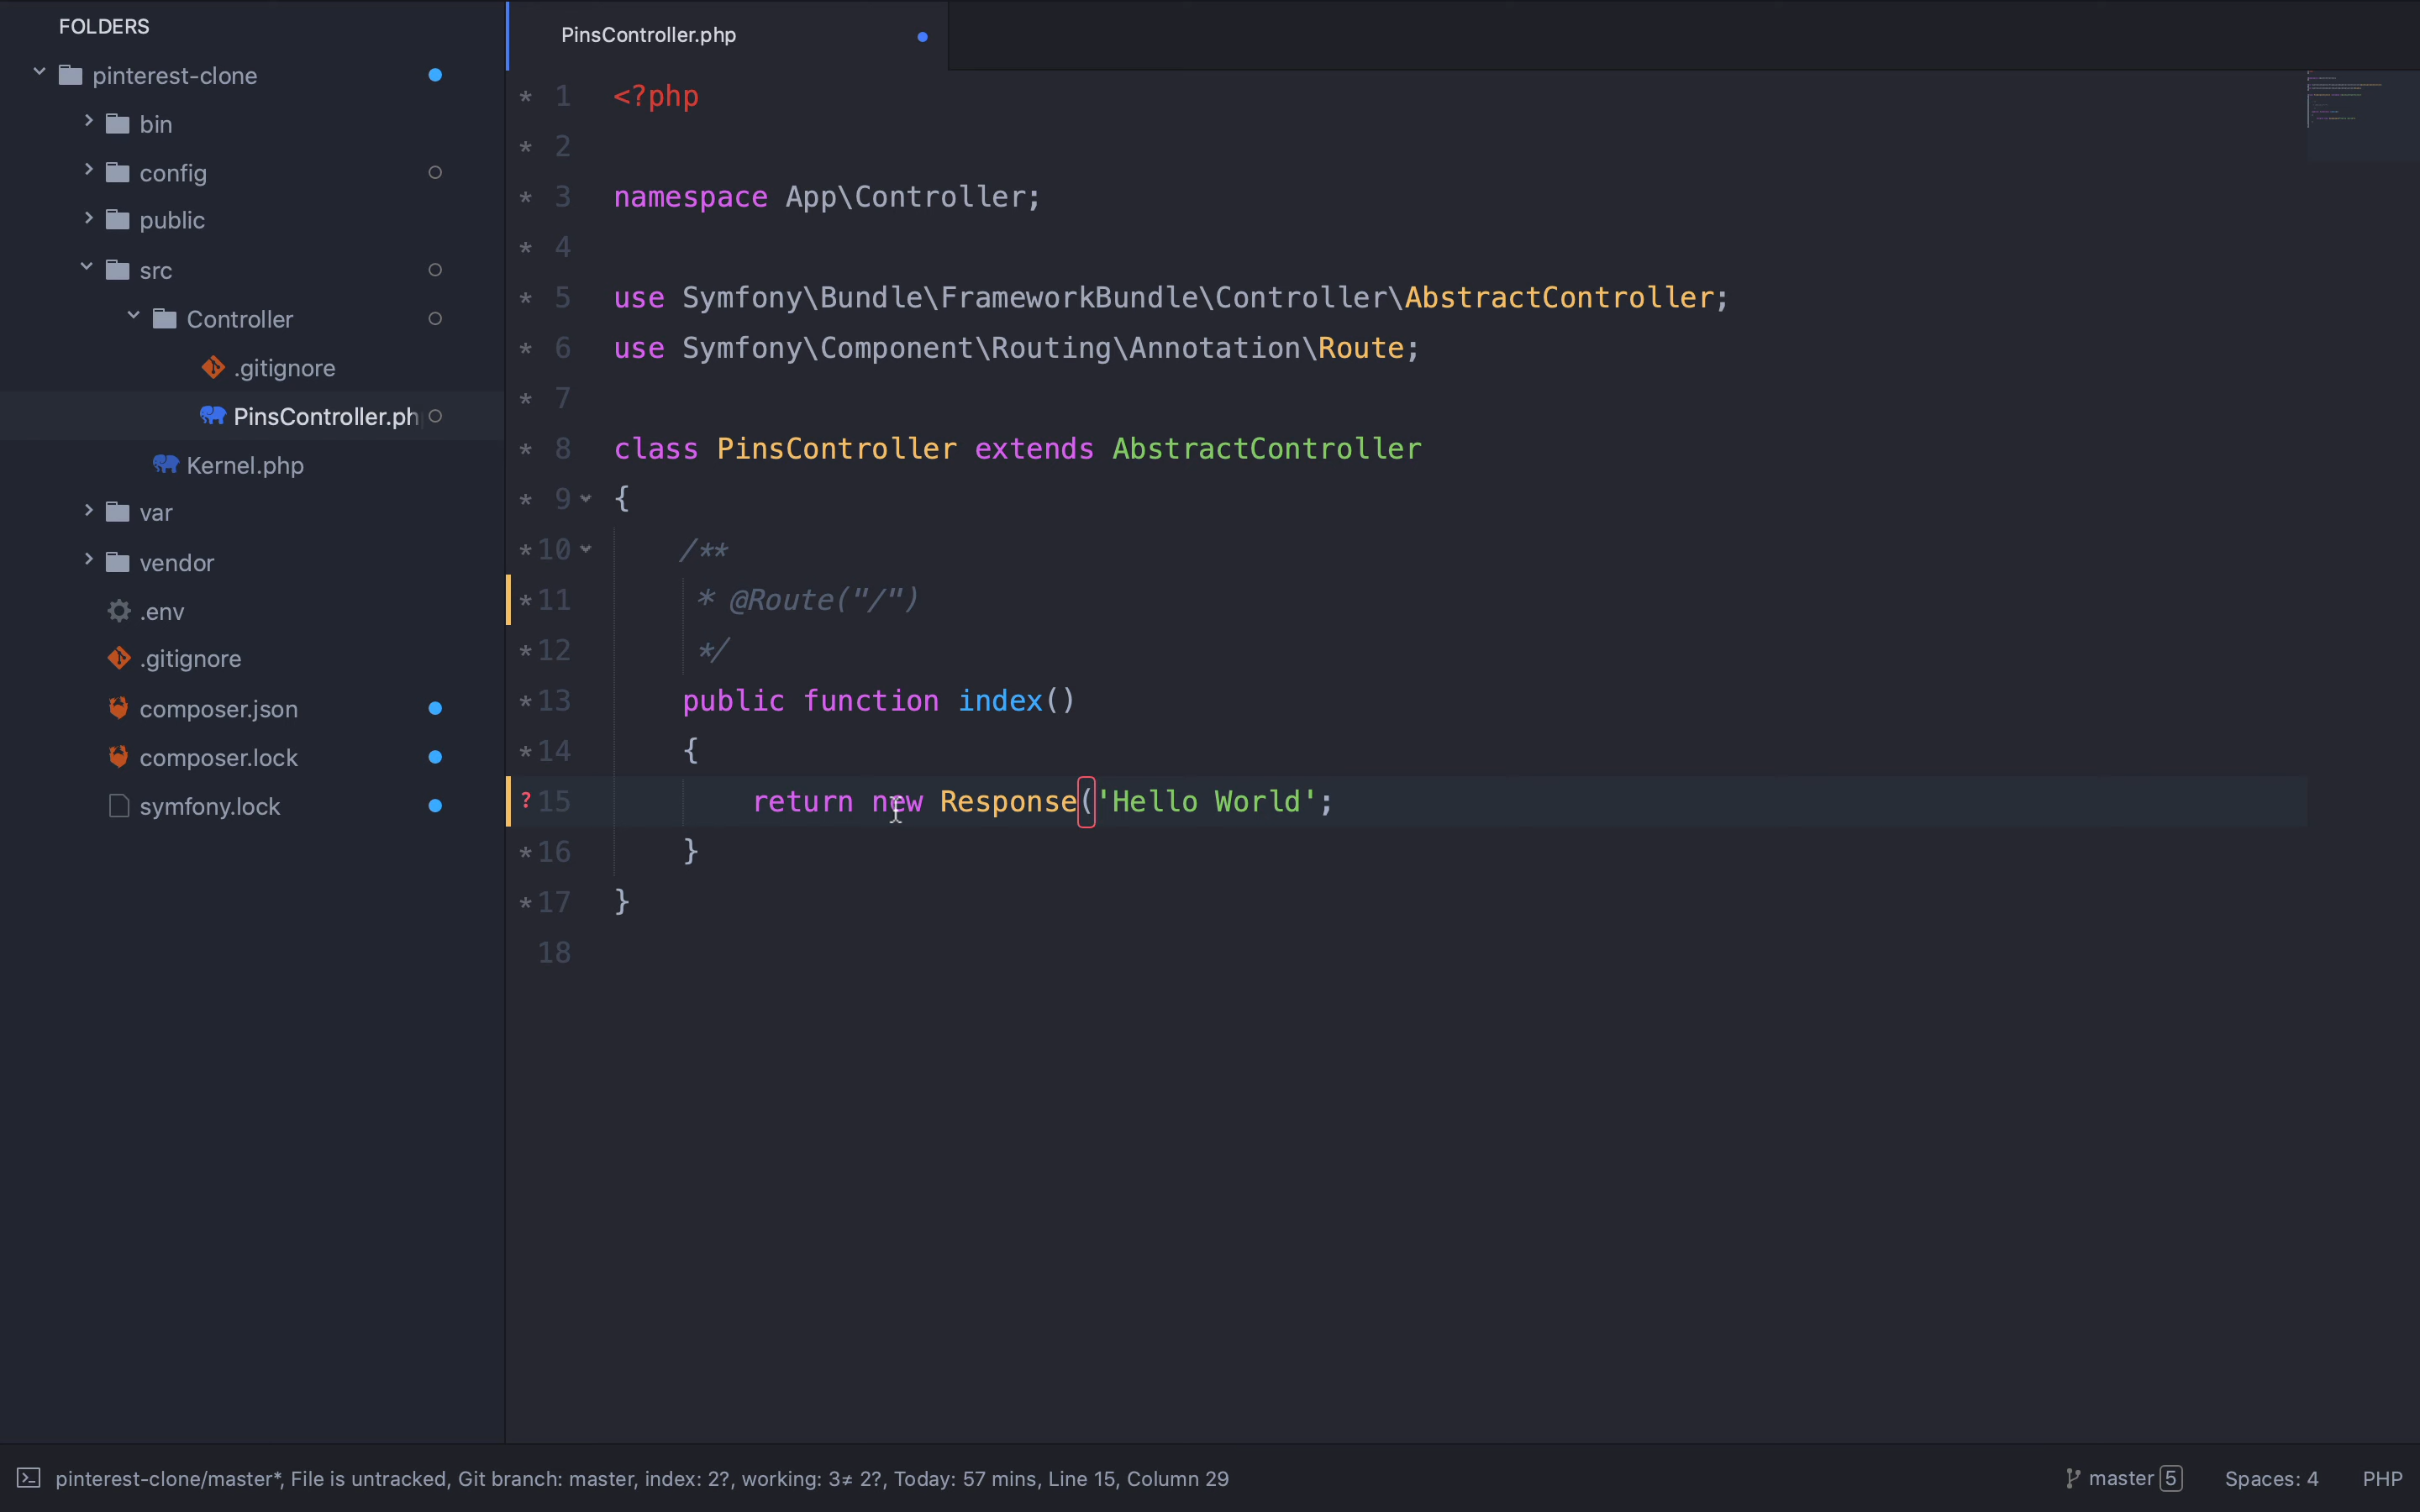 FOLDERS
pinterest-clone
bin
config
public
src
Controller
.gitignore
PinsController.ph
Kernel.php
var
vendor
.env
.gitignore
composer.json
composer.lock
symfony.lock
PinsController.php
* 1 <?php
* 2
* 3 namespace App\Controller;
* 4
* 5 use Symfony\Bundle\FrameworkBundle\Controller\AbstractController;
* 6 use Symfony\Component\Routing\Annotation\Route;
* 7
* 8 class PinsController extends AbstractController
* 9 {
*10 /**
*11 * @Route("/")
*12 */
*13 public function index()
*14 {
?15 return new Response('Hello World';
*16 }
*17 }
18
pinterest-clone/master*, File is untracked, Git branch: master, index: 2?, working: 3≠ 2?, Today: 57 mins, Line 15, Column 29
master 5 Spaces: 4 PHP